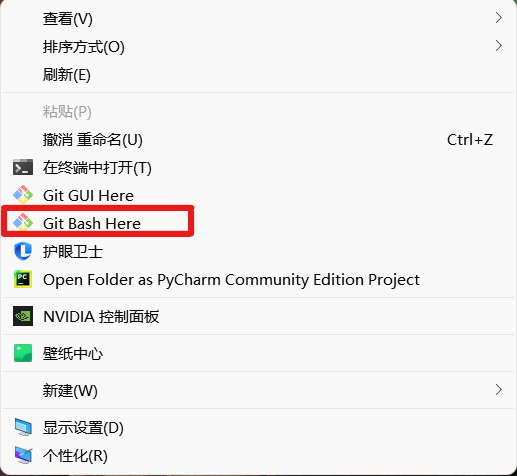 查看(V)
排序方式(O)
刷新(E)
粘贴(P)
撤消 重命名(U) Ctrl+Z
在终端中打开(T)
Git GUI Here
Git Bash Here
护眼卫士
PC Open Folder as PyCharm Community Edition Project
NVIDIA 控制面板
壁纸中心
新建(W)
显示设置(D)
个性化(R)